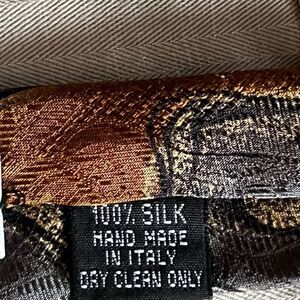 100% SILK
HAND MADE
IN ITALY
DRY CLEAN ONLY